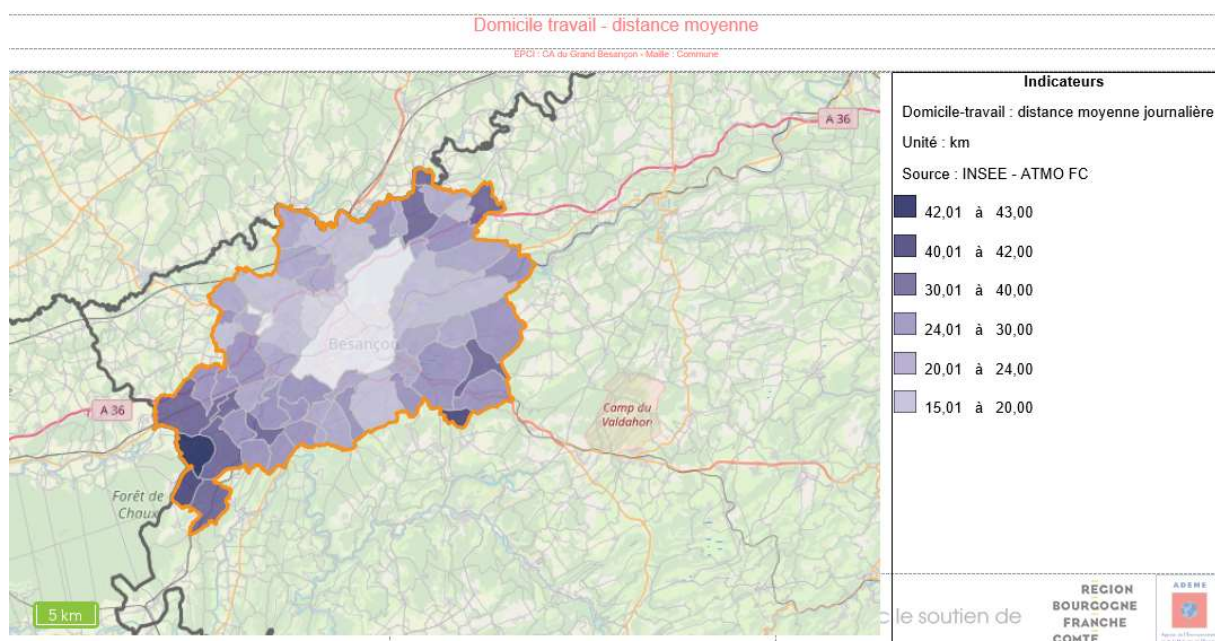 Domicile travail - distance moyenne
EPCI : CA du Grand Besançon - Maille : Commune
Indicateurs
Domicile-travail : distance moyenne journalière
Unité : km
Source : INSEE - ATMO FC
42,01 à 43,00
40,01 à 42,00
30,01 à 40,00
24,01 à 30,00
20,01 à 24,00
15,01 à 20,00
A 36
Besançon
A 36
Camp du
Valdahon
Forêt de
Chaux
5 km
le soutien de
REGION
BOURGOGNE
FRANCHE
COMTE
ADEME